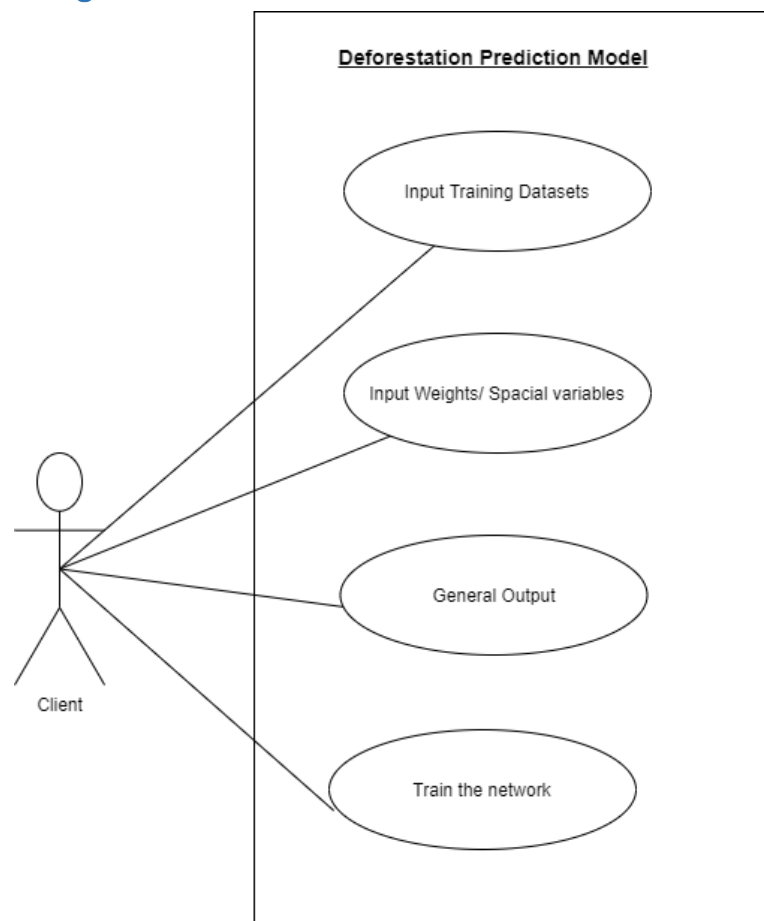 Deforestation Prediction Model
Input Training Datasets
Input Weights/ Spacial variables
General Output
Client
Train the network